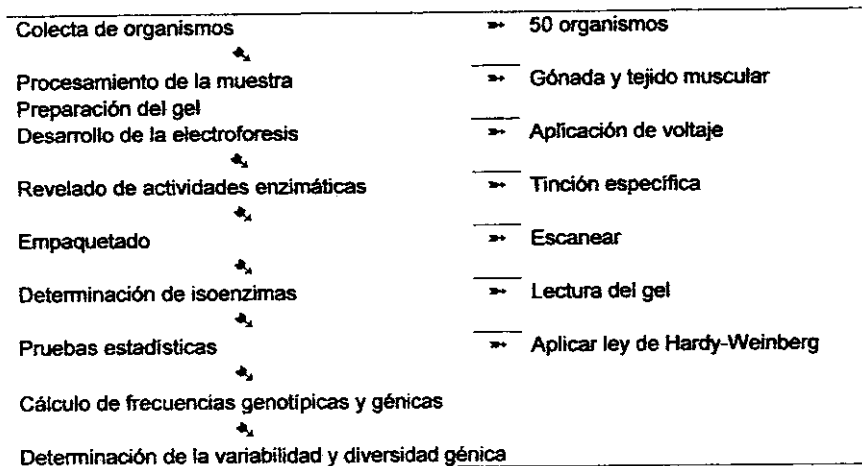 Colecta de organismos ➳ 50 organismos
Procesamiento de la muestra ➳ Gónada y tejido muscular
Preparación del gel
Desarrollo de la electroforesis ➳ Aplicación de voltaje
Revelado de actividades enzimáticas ➳ Tinción específica
Empaquetado ➳ Escanear
Determinación de isoenzimas ➳ Lectura del gel
Pruebas estadísticas ➳ Aplicar ley de Hardy-Weinberg
Cálculo de frecuencias genotípicas y génicas
Determinación de la variabilidad y diversidad génica